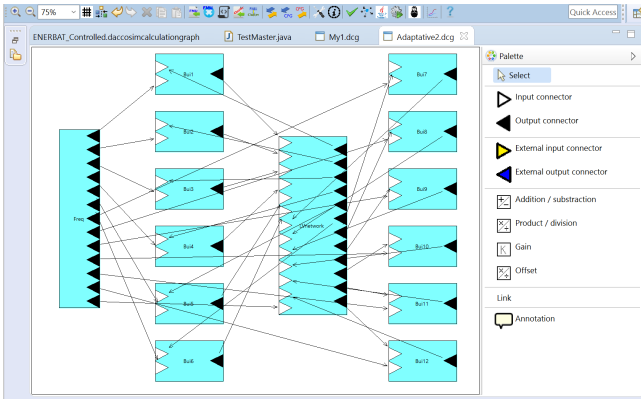 75%
Quick Access
ENERBAT_Controlled.daccosimcalculationgraph
TestMaster.java
My1.dcg
Adaptative2.dcg
Palette
Select
Input connector
Output connector
External input connector
External output connector
Addition / substraction
Product / division
Gain
Offset
Link
Annotation
Bui1
Bui7
Bui2
Bui8
Bui3
Bui9
Freq
Bui4
Bui10
Bui5
Bui11
Bui6
Bui12